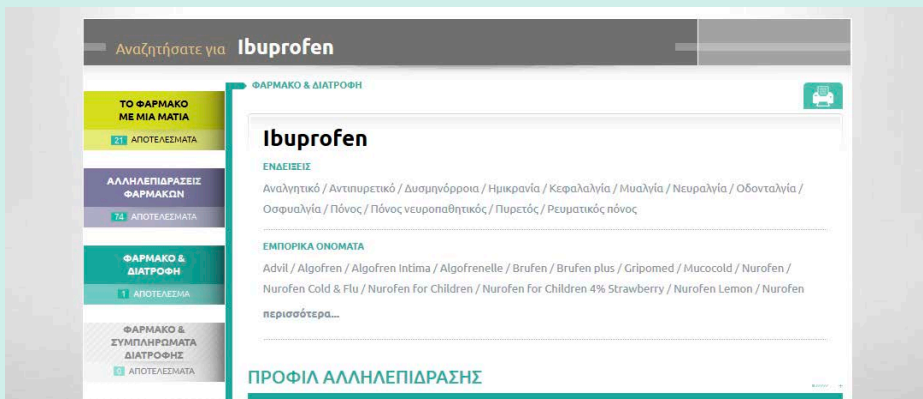 Αναζητήσατε για Ibuprofen
ΤΟ ΦΑΡΜΑΚΟ
ΜΕ ΜΙΑ ΜΑΤΙΑ
21 ΑΠΟΤΕΛΕΣΜΑΤΑ
ΑΛΛΗΛΕΠΙΔΡΑΣΕΙΣ
ΦΑΡΜΑΚΩΝ
74 ΑΠΟΤΕΛΕΣΜΑΤΑ
ΦΑΡΜΑΚΟ &
ΔΙΑΤΡΟΦΗ
1 ΑΠΟΤΕΛΕΣΜΑ
ΦΑΡΜΑΚΟ &
ΣΥΜΠΛΗΡΩΜΑΤΑ
ΔΙΑΤΡΟΦΗΣ
0 ΑΠΟΤΕΛΕΣΜΑΤΑ
ΦΑΡΜΑΚΟ & ΔΙΑΤΡΟΦΗ
Ibuprofen
ΕΝΔΕΙΞΕΙΣ
Αναλγητικό / Αντιπυρετικό / Δυσμηνόρροια / Ημικρανία / Κεφαλαλγία / Μυαλγία / Νευραλγία / Οδονταλγία /
Οσφυαλγία / Πόνος / Πόνος νευροπαθητικός / Πυρετός / Ρευματικός πόνος
ΕΜΠΟΡΙΚΑ ΟΝΟΜΑΤΑ
Advil / Algofren / Algofren Intima / Algofrenelle / Brufen / Brufen plus / Gripomed / Mucocold / Nurofen /
Nurofen Cold & Flu / Nurofen for Children / Nurofen for Children 4% Strawberry / Nurofen Lemon / Nurofen
περισσότερα...
ΠΡΟΦΙΛ ΑΛΛΗΛΕΠΙΔΡΑΣΗΣ